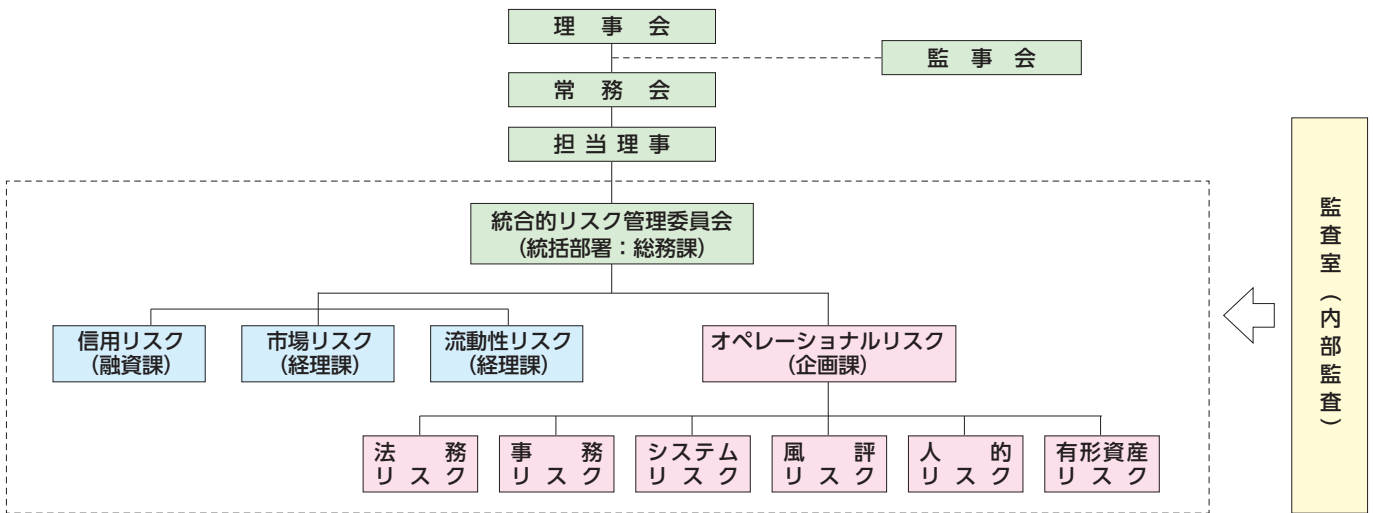 理事会
監事会
常務会
担当理事
統合的リスク管理委員会
(統括部署：総務課)
信用リスク
(融資課)
市場リスク
(経理課)
流動性リスク
(経理課)
オペレーショナルリスク
(企画課)
法務
リスク
事務
リスク
システム
リスク
風評
リスク
人的
リスク
有形資産
リスク
監査室（内部監査）